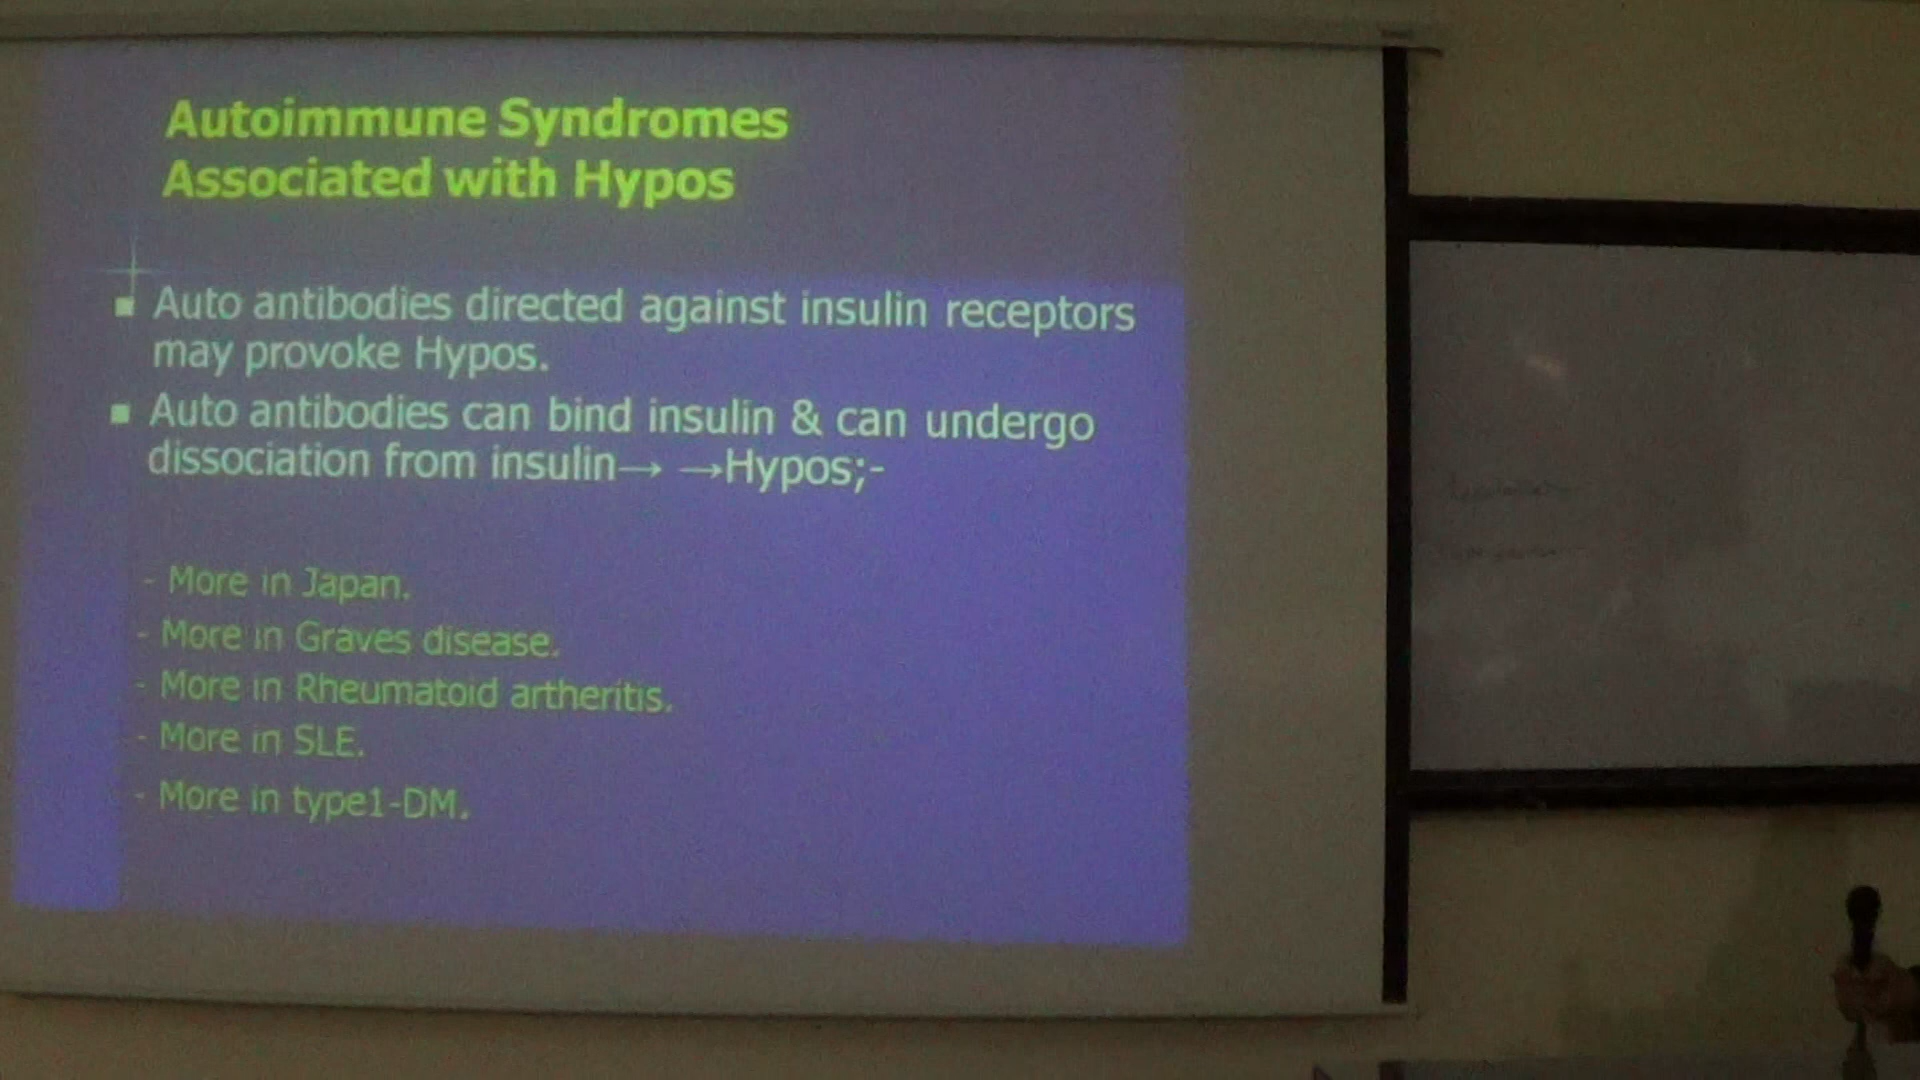 Autoimmune Syndromes
Associated with Hypos
▪ Auto antibodies directed against insulin receptors
may provoke Hypos.
▪ Auto antibodies can bind insulin & can undergo
dissociation from insulin→ →Hypos;-
- More in Japan.
- More in Graves disease.
- More in Rheumatoid artheritis.
- More in SLE.
- More in type1-DM.